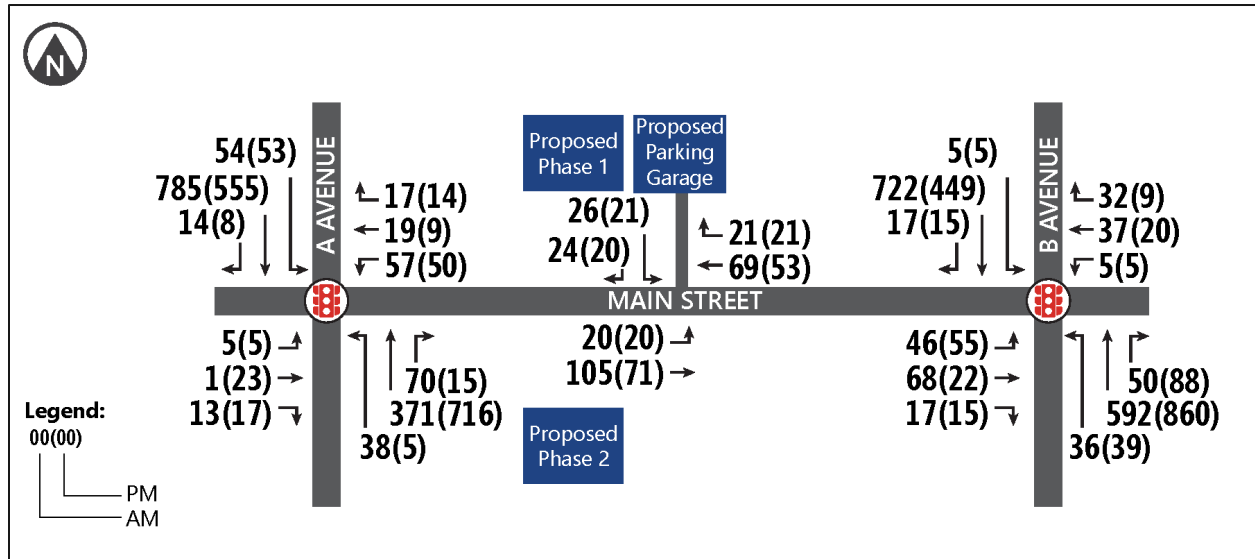 N
54(53)
785(555)
14(8)
A AVENUE
17(14)
19(9)
57(50)
Proposed
Phase 1
Proposed
Parking
Garage
26(21)
24(20)
21(21)
69(53)
5(5)
722(449)
17(15)
B AVENUE
32(9)
37(20)
5(5)
MAIN STREET
5(5)
1(23)
13(17)
70(15)
371(716)
38(5)
20(20)
105(71)
Proposed
Phase 2
46(55)
68(22)
17(15)
50(88)
592(860)
36(39)
Legend:
00(00)
PM
AM